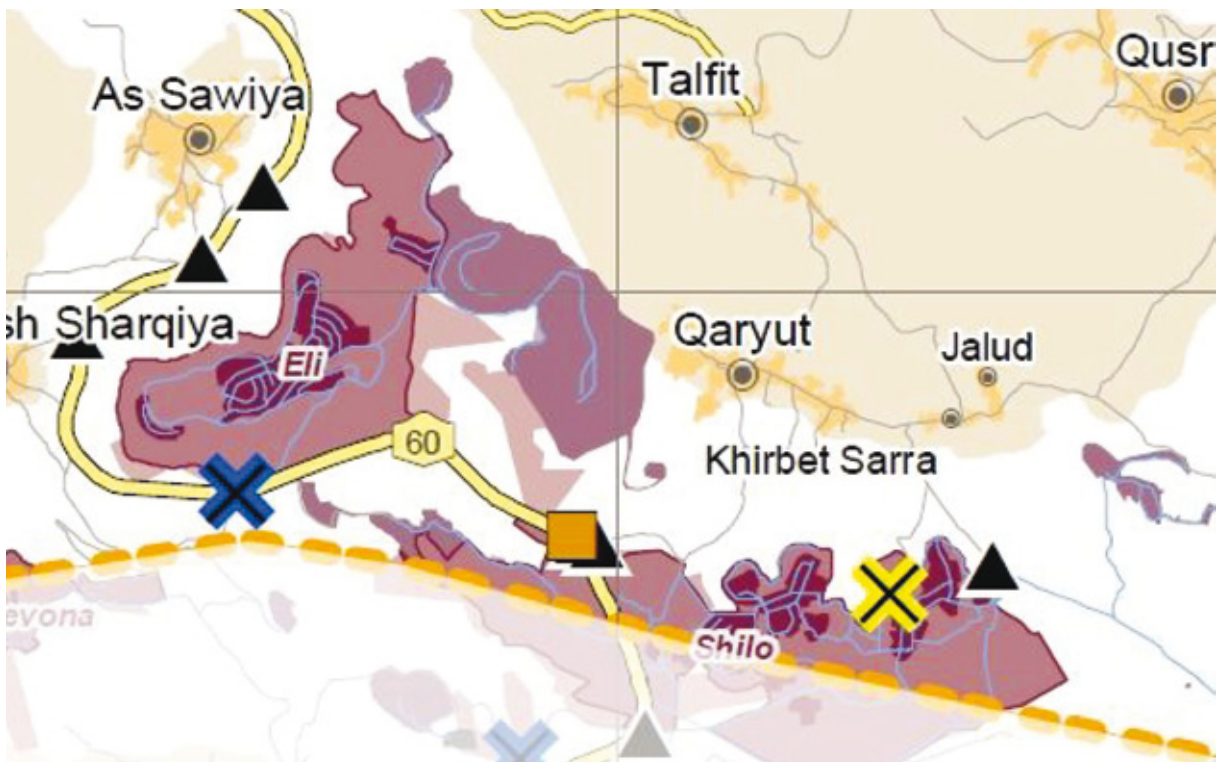 As Sawiya
Talfit
Qusr
sh Sharqiya
Eli
Qaryut
Jalud
60
Khirbet Sarra
evona
Shilo